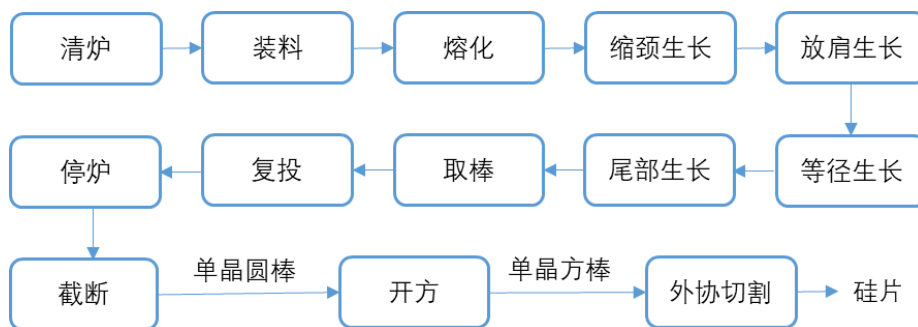 清炉
装料
熔化
缩颈生长
放肩生长
停炉
复投
取棒
尾部生长
等径生长
截断
单晶圆棒
开方
单晶方棒
外协切割
硅片